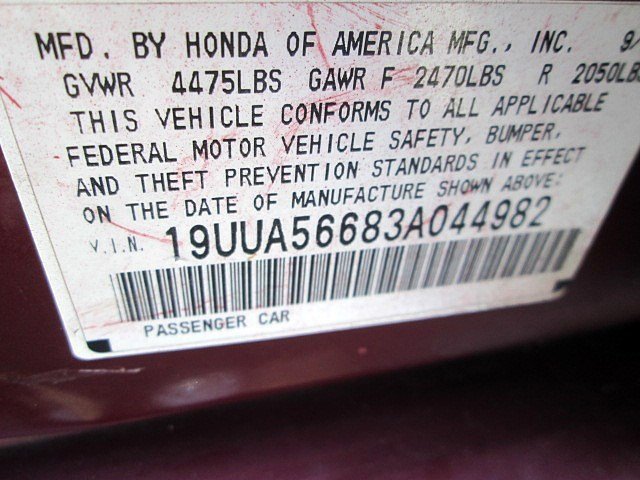 MFD. BY HONDA OF AMERICA MFG., INC. 9/
GVWR 4475LBS GAWR F 2470LBS R 2050LB
THIS VEHICLE CONFORMS TO ALL APPLICABLE
FEDERAL MOTOR VEHICLE SAFETY, BUMPER,
AND THEFT PREVENTION STANDARDS IN EFFECT
ON THE DATE OF MANUFACTURE SHOWN ABOVE:
V.I.N. 19UUA56683A044982
PASSENGER CAR